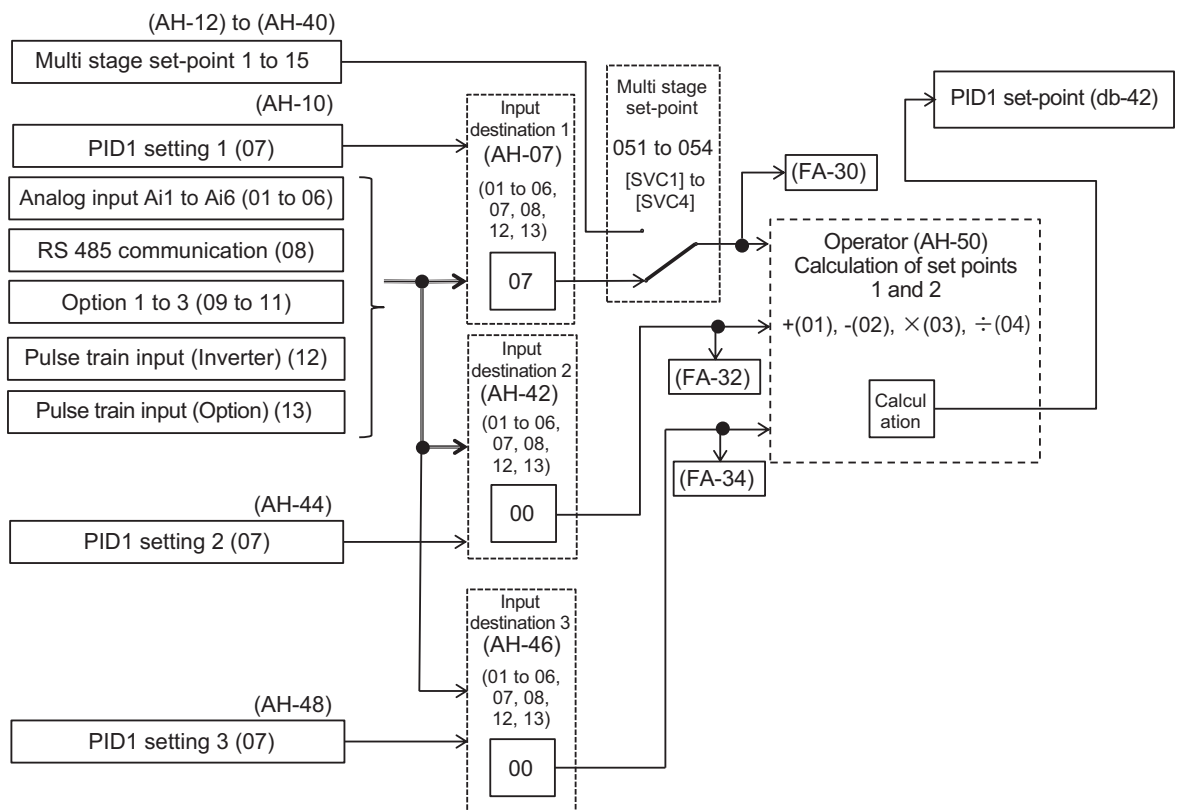 (AH-12) to (AH-40)
Multi stage set-point 1 to 15
(AH-10)
PID1 setting 1 (07)
Analog input Ai1 to Ai6 (01 to 06)
RS 485 communication (08)
Option 1 to 3 (09 to 11)
Pulse train input (Inverter) (12)
Pulse train input (Option) (13)
(AH-44)
PID1 setting 2 (07)
(AH-48)
PID1 setting 3 (07)
Input
destination 1
(AH-07)
(01 to 06,
07, 08,
12, 13)
07
Input
destination 2
(AH-42)
(01 to 06,
07, 08,
12, 13)
00
Input
destination 3
(AH-46)
(01 to 06,
07, 08,
12, 13)
00
Multi stage
set-point
051 to 054
[SVC1] to
[SVC4]
(FA-30)
(FA-32)
(FA-34)
PID1 set-point (db-42)
Operator (AH-50)
Calculation of set points
1 and 2
+(01), -(02), ×(03), ÷(04)
Calcul
ation